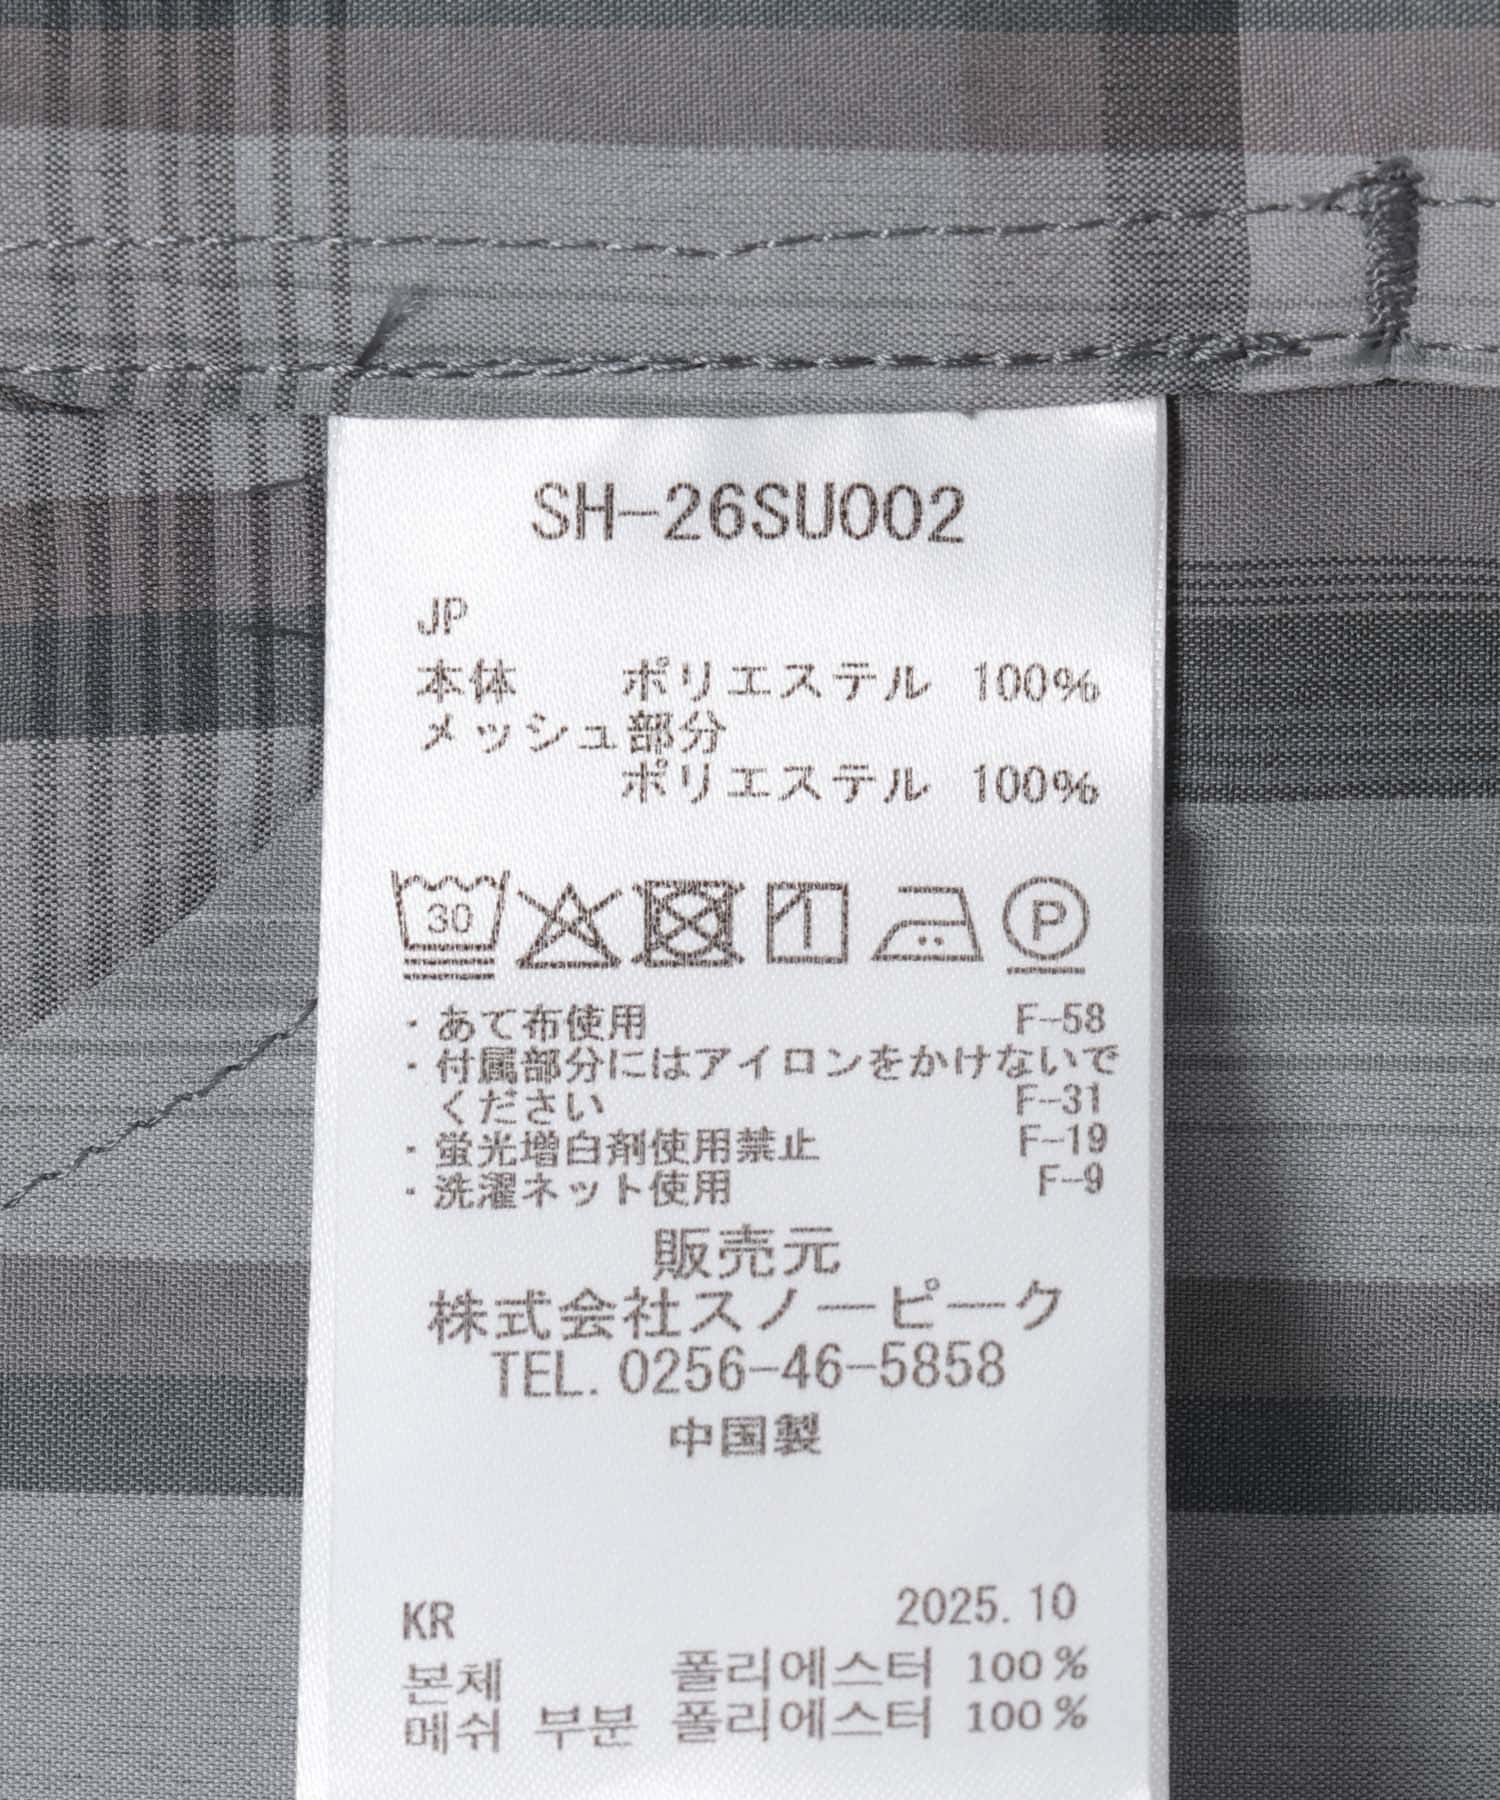 SH-26SU002
JP
本体 ポリエステル 100%
メッシュ部分
ポリエステル 100%
30 P
・あて布使用 F-58
・付属部分にはアイロンをかけないで
ください F-31
・蛍光増白剤使用禁止 F-19
・洗濯ネット使用 F-9
販売元
株式会社スノーピーク
TEL. 0256-46-5858
中国製
2025.10
KR
본체 폴리에스터 100%
메쉬 부분 폴리에스터 100%